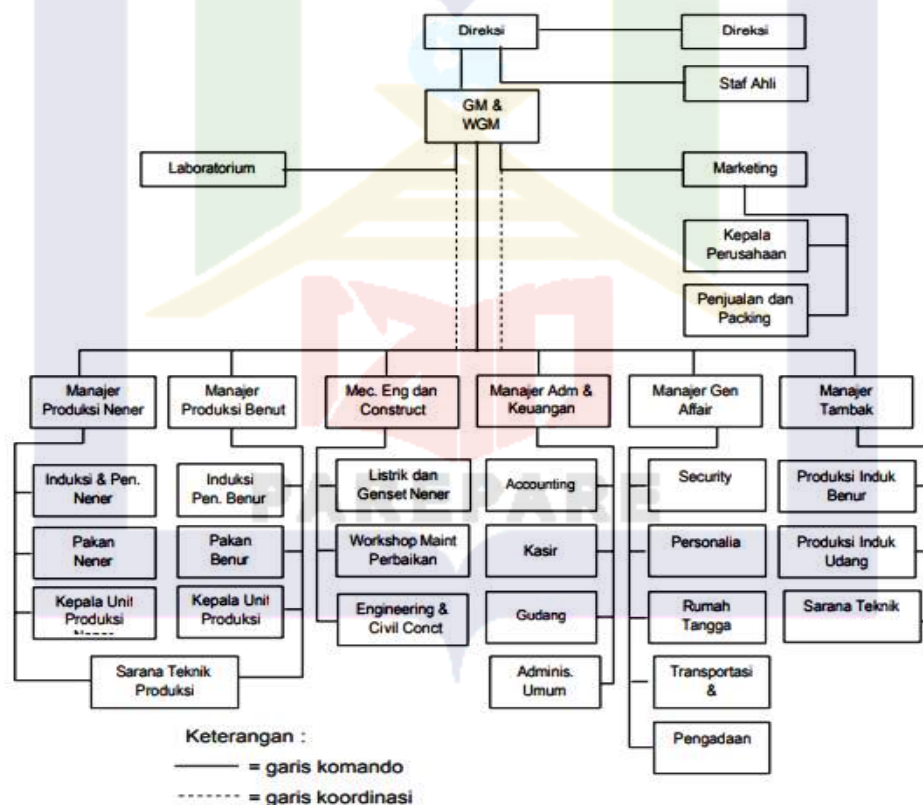 Direksi
Direksi
Staf Ahli
GM &
WGM
Laboratorium
Marketing
Kepala
Perusahaan
Penjualan dan
Packing
Manajer
Produksi Nener
Manajer
Produksi Benut
Mec. Eng dan
Construct
Manajer Adm &
Keuangan
Manajer Gen
Affair
Manajer
Tambak
Induksi & Pen.
Nener
Induksi
Pen. Benur
Listrik dan
Genset Nener
Accounting
Security
Produksi Induk
Benur
Pakan
Nener
Pakan
Benur
Workshop Maint
Perbaikan
Kasir
Personalia
Produksi Induk
Udang
Kepala Unit
Produksi
Kepala Unit
Produksi
Engineering &
Civil Conct
Gudang
Rumah
Tangga
Sarana Teknik
Sarana Teknik
Produksi
Adminis.
Umum
Transportasi
&
Pengadaan
PAREPARE
Keterangan :
= garis komando
= garis koordinasi